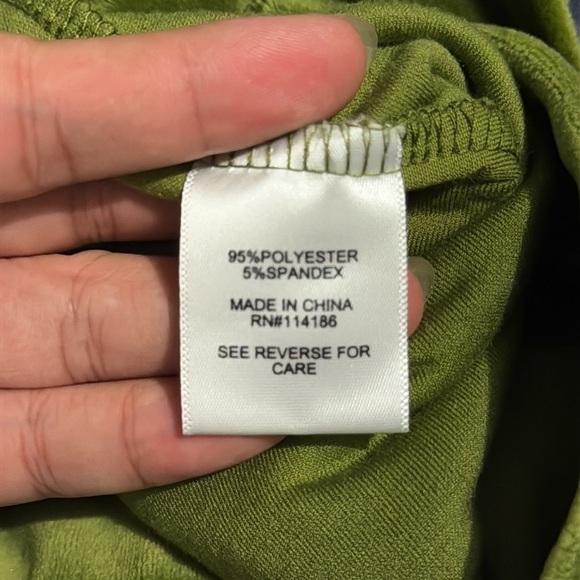 95%POLYESTER
5%SPANDEX
MADE IN CHINA
RN#114186
SEE REVERSE FOR
CARE